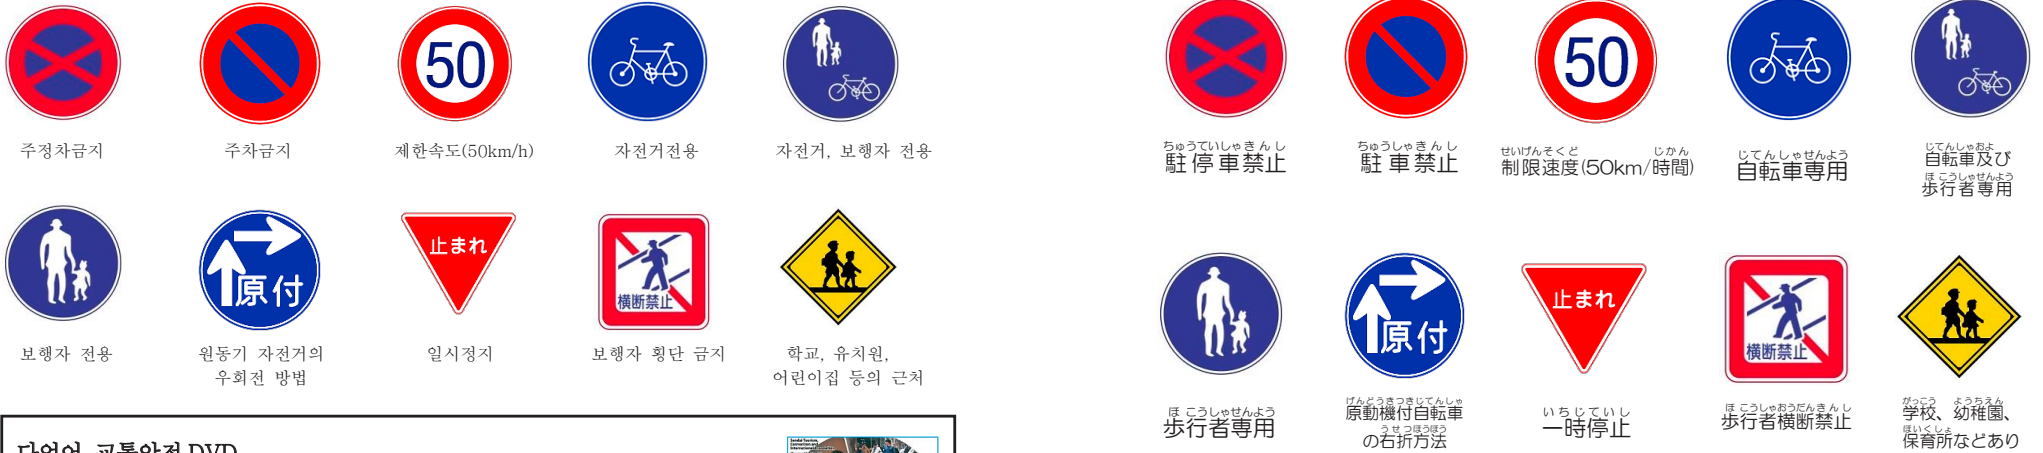 50
주정차금지
주차금지
제한속도(50km/h)
자전거전용
자전거, 보행자 전용
原付
止まれ
横断禁止
보행자 전용
원동기 자전거의
우회전 방법
일시정지
보행자 횡단 금지
학교, 유치원,
어린이집 등의 근처
50
ちゅうていしゃきんし
駐停車禁止
ちゅうしゃきんし
駐車禁止
せいげんそくど じかん
制限速度(50km/時間)
じてんしゃせんよう
自転車専用
じてんしゃおよ
自転車及び
ほこうしゃせんよう
歩行者専用
原付
止まれ
横断禁止
ほこうしゃせんよう
歩行者専用
げんどうきつきじてんしゃ
原動機付自転車
うせつほうほう
の右折方法
いちじていし
一時停止
ほこうしゃおうだんきんし
歩行者横断禁止
がっこう ようちえん
学校、幼稚園、
ほいくしょ
保育所などあり